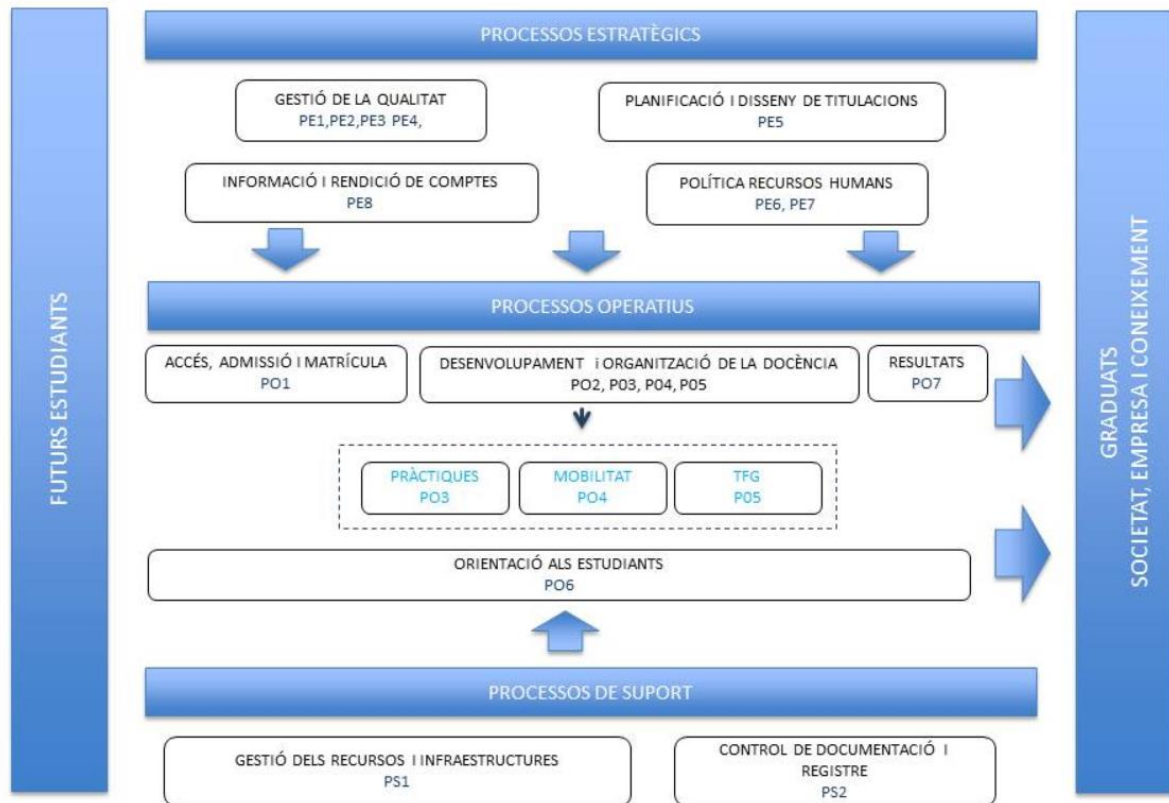 FUTURS ESTUDIANTS
PROCESSOS ESTRATÈGICS
GESTIÓ DE LA QUALITAT
PE1,PE2,PE3 PE4,
PLANIFICACIÓ I DISSENY DE TITULACIONS
PE5
INFORMACIÓ I RENDICIÓ DE COMPTES
PE8
POLÍTICA RECURSOS HUMANS
PE6, PE7
PROCESSOS OPERATIUS
ACCÉS, ADMISSIÓ I MATRÍCULA
PO1
DESENVOLUPAMENT i ORGANITZACIÓ DE LA DOCÈNCIA
PO2, P03, P04, P05
RESULTATS
PO7
PRÀCTIQUES
PO3
MOBILITAT
PO4
TFG
P05
ORIENTACIÓ ALS ESTUDIANTS
PO6
PROCESSOS DE SUPORT
GESTIÓ DELS RECURSOS I INFRAESTRUCTURES
PS1
CONTROL DE DOCUMENTACIÓ I
REGISTRE
PS2
GRADUATS
SOCIETAT, EMPRESA I CONEIXEMENT